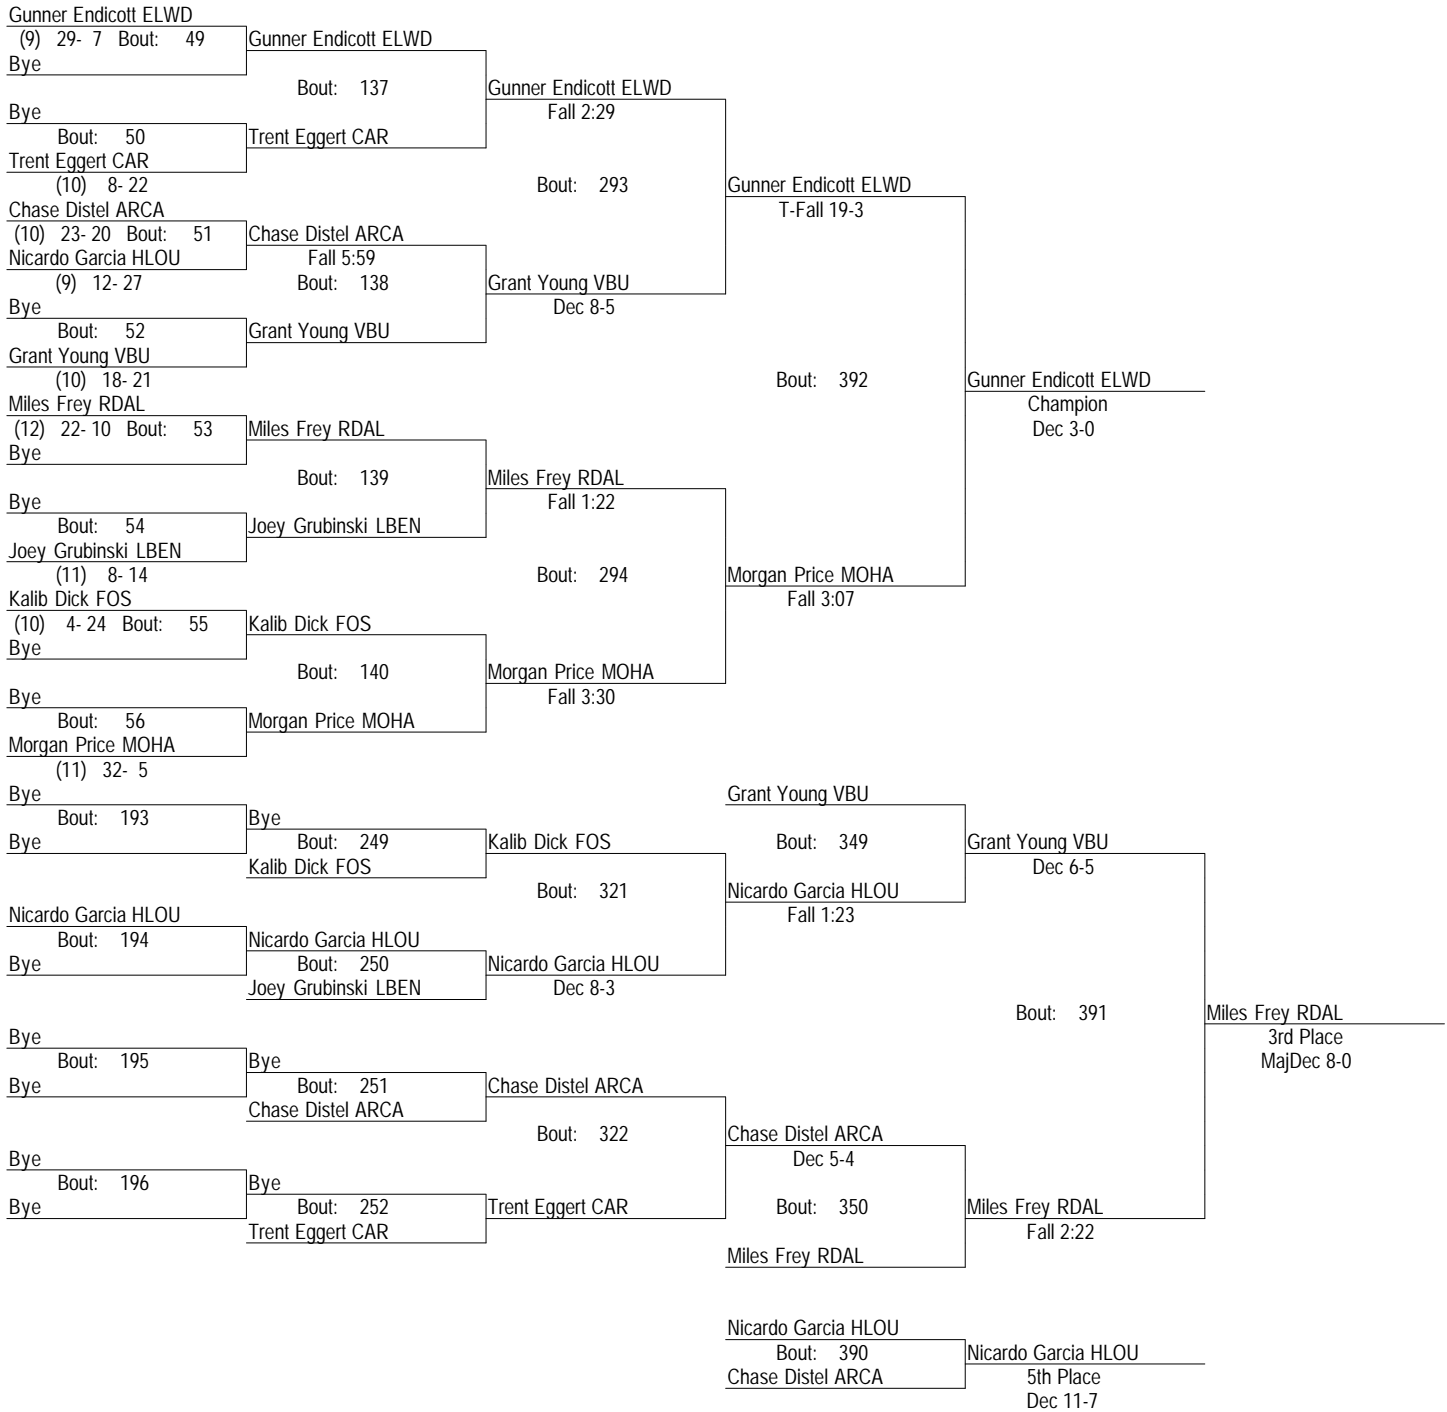 Gunner Endicott ELWD
(9) 29- 7 Bout: 49 Gunner Endicott ELWD
Bye
Bout: 137 Gunner Endicott ELWD
Bye Fall 2:29
Bout: 50 Trent Eggert CAR
Trent Eggert CAR
(10) 8- 22 Bout: 293 Gunner Endicott ELWD
Chase Distel ARCA T-Fall 19-3
(10) 23- 20 Bout: 51 Chase Distel ARCA
Nicardo Garcia HLOU Fall 5:59
(9) 12- 27 Bout: 138 Grant Young VBU
Bye Dec 8-5
Bout: 52 Grant Young VBU
Grant Young VBU
(10) 18- 21 Bout: 392 Gunner Endicott ELWD
Miles Frey RDAL Champion
(12) 22- 10 Bout: 53 Miles Frey RDAL Dec 3-0
Bye
Bout: 139 Miles Frey RDAL
Bye Fall 1:22
Bout: 54 Joey Grubinski LBEN
Joey Grubinski LBEN
(11) 8- 14 Bout: 294 Morgan Price MOHA
Kalib Dick FOS Fall 3:07
(10) 4- 24 Bout: 55 Kalib Dick FOS
Bye
Bout: 140 Morgan Price MOHA
Bye Fall 3:30
Bout: 56 Morgan Price MOHA
Morgan Price MOHA
(11) 32- 5
Bye Grant Young VBU
Bout: 193 Bye
Bye Bout: 249 Kalib Dick FOS Bout: 349 Grant Young VBU
Kalib Dick FOS Dec 6-5
Bout: 321 Nicardo Garcia HLOU
Nicardo Garcia HLOU Fall 1:23
Bout: 194 Nicardo Garcia HLOU
Bye Bout: 250 Nicardo Garcia HLOU
Joey Grubinski LBEN Dec 8-3
Bout: 391 Miles Frey RDAL
Bye 3rd Place
Bout: 195 Bye MajDec 8-0
Bye Bout: 251 Chase Distel ARCA
Chase Distel ARCA
Bout: 322 Chase Distel ARCA
Bye Dec 5-4
Bout: 196 Bye
Bye Bout: 252 Trent Eggert CAR Bout: 350 Miles Frey RDAL
Trent Eggert CAR Fall 2:22
Miles Frey RDAL
Nicardo Garcia HLOU
Bout: 390 Nicardo Garcia HLOU
Chase Distel ARCA 5th Place
Dec 11-7